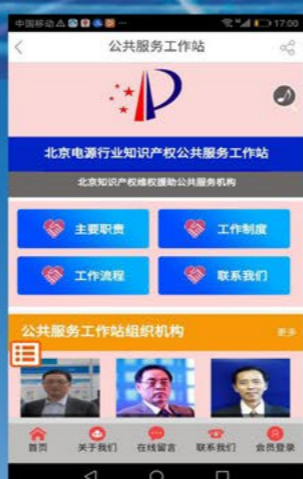 中国移动
17:00
公共服务工作站
北京电源行业知识产权公共服务工作站
北京知识产权维权援助公共服务机构
主要职责
工作制度
工作流程
联系我们
公共服务工作站组织机构
更多
首页
关于我们
在线留言
联系我们
会员登录